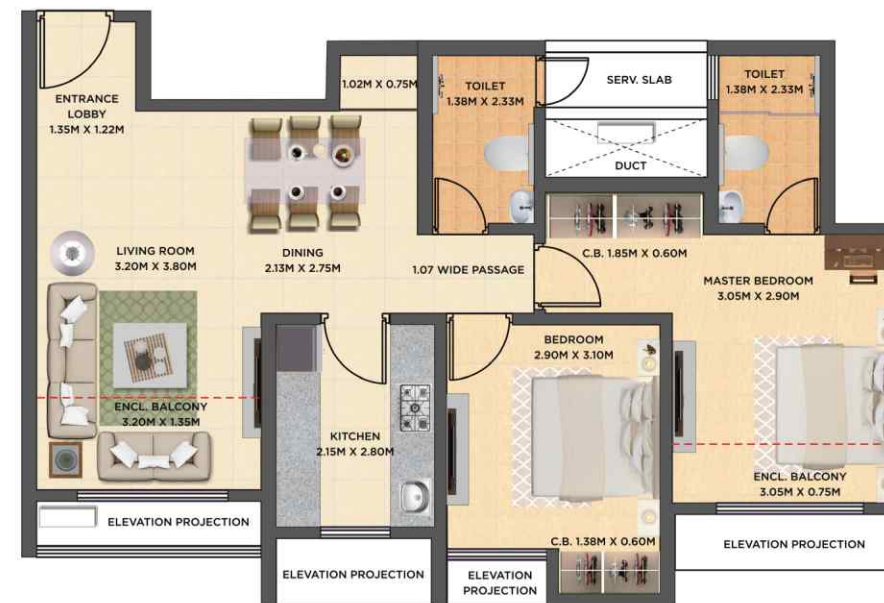 ENTRANCE
LOBBY
1.35M X 1.22M
1.02M X 0.75M
TOILET
1.38M X 2.33M
SERV. SLAB
TOILET
1.38M X 2.33M
DUCT
LIVING ROOM
3.20M X 3.80M
DINING
2.13M X 2.75M
1.07 WIDE PASSAGE
C.B. 1.85M X 0.60M
MASTER BEDROOM
3.05M X 2.90M
BEDROOM
2.90M X 3.10M
ENCL. BALCONY
3.20M X 1.35M
KITCHEN
2.15M X 2.80M
ENCL. BALCONY
3.05M X 0.75M
ELEVATION PROJECTION
C.B. 1.38M X 0.60M
ELEVATION PROJECTION
ELEVATION PROJECTION
ELEVATION
PROJECTION